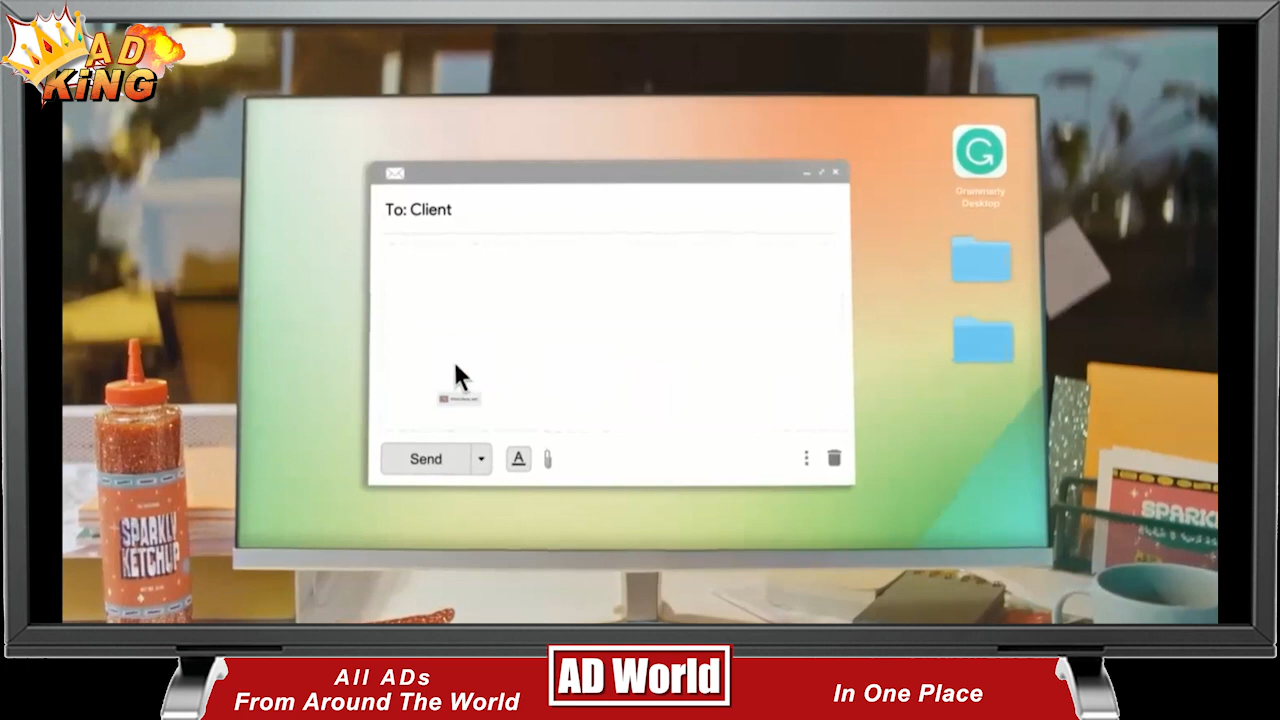 AD
KiNG
Grammarly
Desktop
To: Client
Send
A
SPARKLY
KETCHUP
SPARK
All ADs
From Around The World
AD World
In One Place